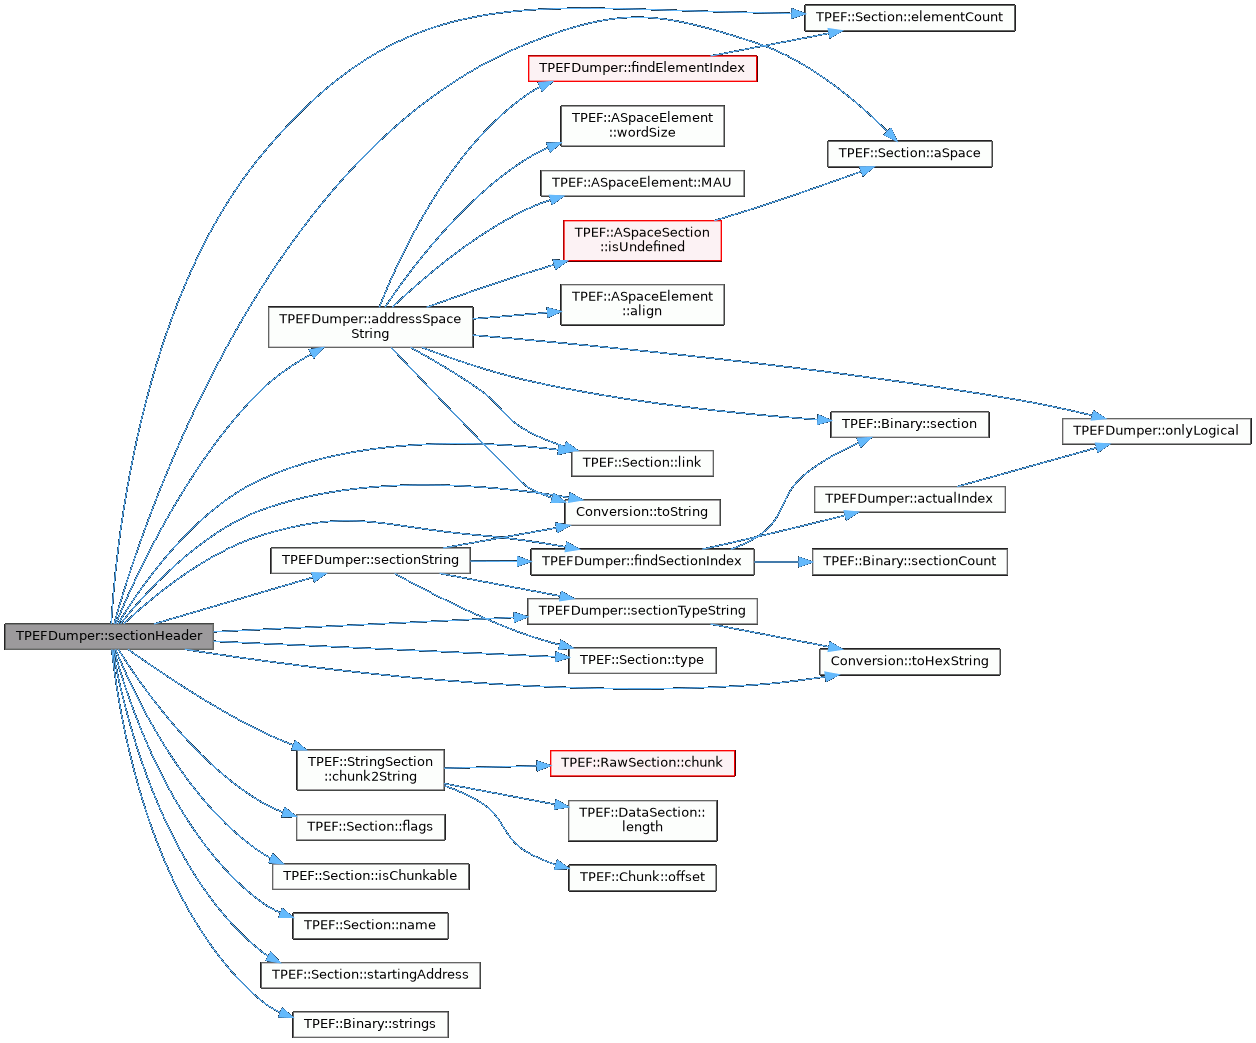 TPEF::Section::elementCount
TPEFDumper::findElementIndex
TPEF::ASpaceElement
::wordSize
TPEF::Section::aSpace
TPEF::ASpaceElement::MAU
TPEF::ASpaceSection
::isUndefined
TPEF::ASpaceElement
::align
TPEFDumper::addressSpace
String
TPEF::Binary::section
TPEFDumper::onlyLogical
TPEF::Section::link
TPEFDumper::actualIndex
Conversion::toString
TPEFDumper::sectionString
TPEFDumper::findSectionIndex
TPEF::Binary::sectionCount
TPEFDumper::sectionTypeString
TPEFDumper::sectionHeader
TPEF::Section::type
Conversion::toHexString
TPEF::StringSection
::chunk2String
TPEF::RawSection::chunk
TPEF::DataSection::
length
TPEF::Section::flags
TPEF::Section::isChunkable
TPEF::Chunk::offset
TPEF::Section::name
TPEF::Section::startingAddress
TPEF::Binary::strings